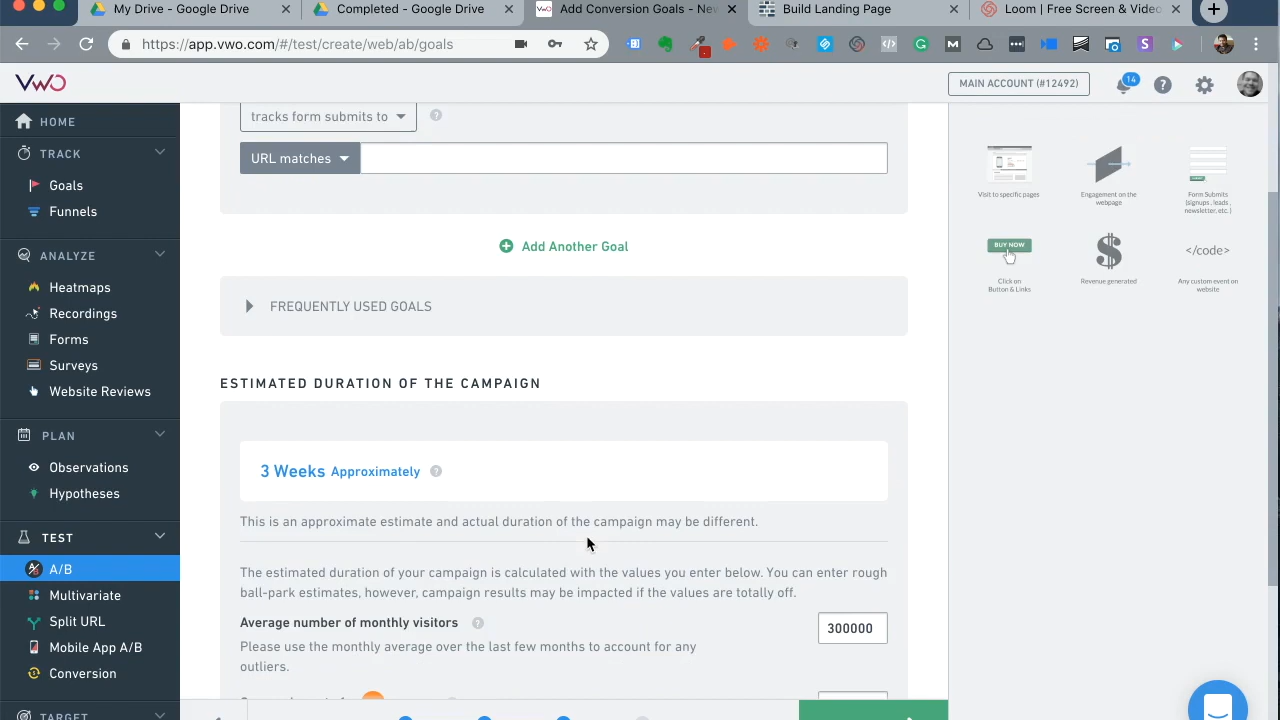 My Drive - Google Drive
Completed - Google Drive
Add Conversion Goals - Nev
Build Landing Page
Loom | Free Screen & Video
https://app.vwo.com/#/test/create/web/ab/goals
VWO
MAIN ACCOUNT (#12492)
14
HOME
TRACK
Goals
Funnels
ANALYZE
Heatmaps
Recordings
Forms
Surveys
Website Reviews
PLAN
Observations
Hypotheses
TEST
A/B
Multivariate
Split URL
Mobile App A/B
Conversion
TARGET
tracks form submits to
URL matches
Add Another Goal
FREQUENTLY USED GOALS
ESTIMATED DURATION OF THE CAMPAIGN
3 Weeks Approximately
This is an approximate estimate and actual duration of the campaign may be different.
The estimated duration of your campaign is calculated with the values you enter below. You can enter rough
ball-park estimates, however, campaign results may be impacted if the values are totally off.
Average number of monthly visitors
300000
Please use the monthly average over the last few months to account for any
outliers.
Visit to specific pages
Engagement on the
webpage
Form Submits
(signups , leads ,
newsletter, etc. )
BUY NOW
Click on
Button & Links
$
Revenue generated
</code>
Any custom event on
website